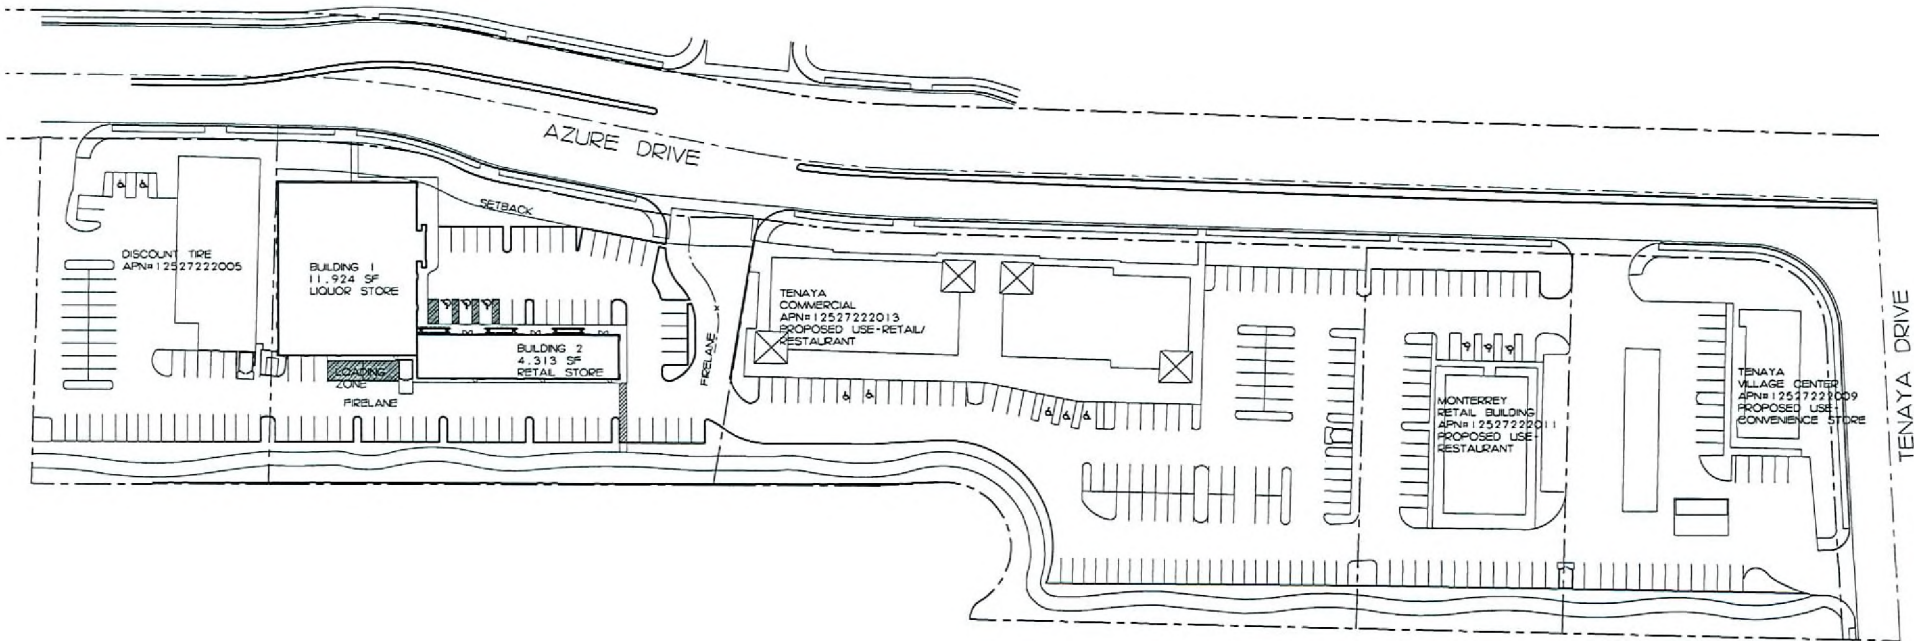 AZURE DRIVE
SETBACK
DISCOUNT TIRE
APN#12527222005
BUILDING 1
11,924 SF
LIQUOR STORE
BUILDING 2
4,313 SF
RETAIL STORE
LOADING
ZONE
FIRELANE
FIRELANE
TENAYA
COMMERCIAL
APN#12527222013
PROPOSED USE-RETAIL/
RESTAURANT
MONTERREY
RETAIL BUILDING
APN#12527222011
PROPOSED USE-
RESTAURANT
TENAYA
VILLAGE CENTER
APN#12527222009
PROPOSED USE-
CONVENIENCE STORE
TENAYA DRIVE